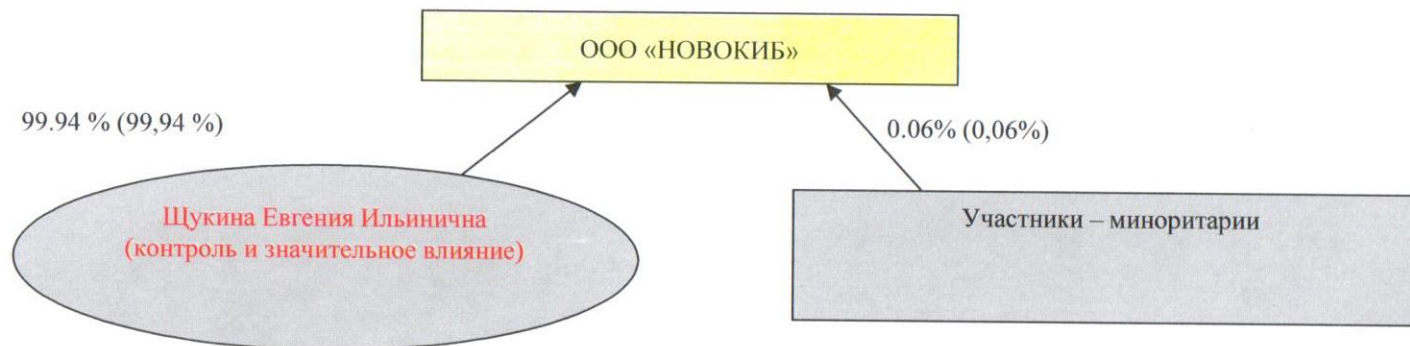 ООО «НОВОКИБ»
99.94 % (99,94 %)
0.06% (0,06%)
Щукина Евгения Ильинична
(контроль и значительное влияние)
Участники – миноритарии